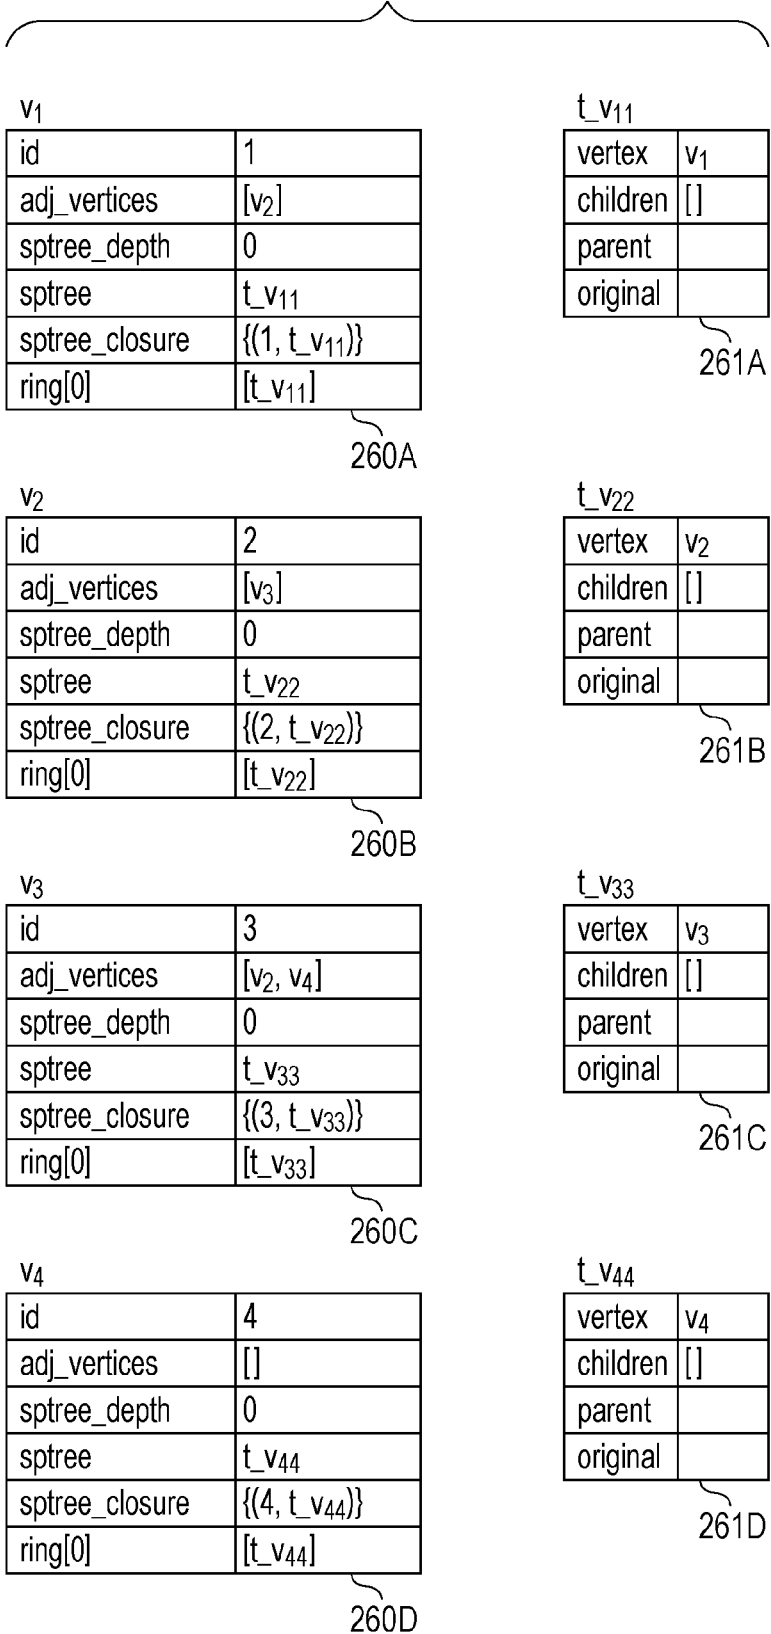 v1
id 1
adj_vertices [v2]
sptree_depth 0
sptree t_v11
sptree_closure {(1, t_v11)}
ring[0] [t_v11]
260A
t_v11
vertex v1
children []
parent
original
261A
v2
id 2
adj_vertices [v3]
sptree_depth 0
sptree t_v22
sptree_closure {(2, t_v22)}
ring[0] [t_v22]
260B
t_v22
vertex v2
children []
parent
original
261B
v3
id 3
adj_vertices [v2, v4]
sptree_depth 0
sptree t_v33
sptree_closure {(3, t_v33)}
ring[0] [t_v33]
260C
t_v33
vertex v3
children []
parent
original
261C
v4
id 4
adj_vertices []
sptree_depth 0
sptree t_v44
sptree_closure {(4, t_v44)}
ring[0] [t_v44]
260D
t_v44
vertex v4
children []
parent
original
261D